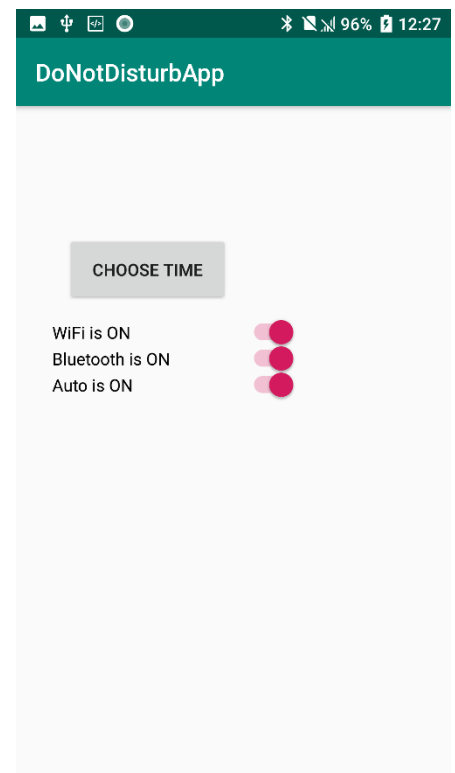 96% 12:27
DoNotDisturbApp
CHOOSE TIME
WiFi is ON
Bluetooth is ON
Auto is ON